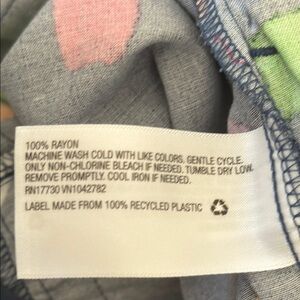 100% RAYON
MACHINE WASH COLD WITH LIKE COLORS, GENTLE CYCLE.
ONLY NON-CHLORINE BLEACH IF NEEDED. TUMBLE DRY LOW.
REMOVE PROMPTLY. COOL IRON IF NEEDED.
RN17730 VN1042782
LABEL MADE FROM 100% RECYCLED PLASTIC